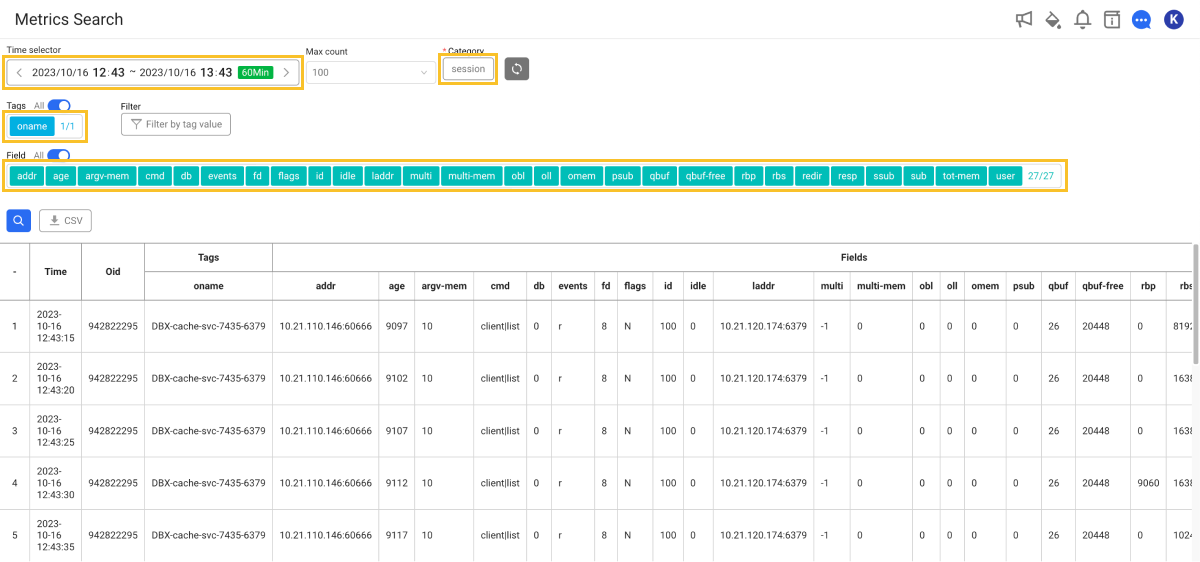 Metrics Search
K
Time selector
2023/10/16 12:43 ~ 2023/10/16 13:43 60Min
Max count
100
* Category
session
Tags All
oname 1/1
Filter
Filter by tag value
Field All
addr age argv-mem cmd db events fd flags id idle laddr multi multi-mem obl oll omem psub qbuf qbuf-free rbp rbs redir resp ssub sub tot-mem user 27/27
CSV
- Time Oid Tags Fields
oname addr age argv-mem cmd db events fd flags id idle laddr multi multi-mem obl oll omem psub qbuf qbuf-free rbp rbs
1 2023-10-16 12:43:15 942822295 DBX-cache-svc-7435-6379 10.21.110.146:60666 9097 10 client|list 0 r 8 N 100 0 10.21.120.174:6379 -1 0 0 0 0 0 26 20448 0 8192
2 2023-10-16 12:43:20 942822295 DBX-cache-svc-7435-6379 10.21.110.146:60666 9102 10 client|list 0 r 8 N 100 0 10.21.120.174:6379 -1 0 0 0 0 0 26 20448 0 1638
3 2023-10-16 12:43:25 942822295 DBX-cache-svc-7435-6379 10.21.110.146:60666 9107 10 client|list 0 r 8 N 100 0 10.21.120.174:6379 -1 0 0 0 0 0 26 20448 0 1638
4 2023-10-16 12:43:30 942822295 DBX-cache-svc-7435-6379 10.21.110.146:60666 9112 10 client|list 0 r 8 N 100 0 10.21.120.174:6379 -1 0 0 0 0 0 26 20448 9060 1638
5 2023-10-16 12:43:35 942822295 DBX-cache-svc-7435-6379 10.21.110.146:60666 9117 10 client|list 0 r 8 N 100 0 10.21.120.174:6379 -1 0 0 0 0 0 26 20448 0 1024